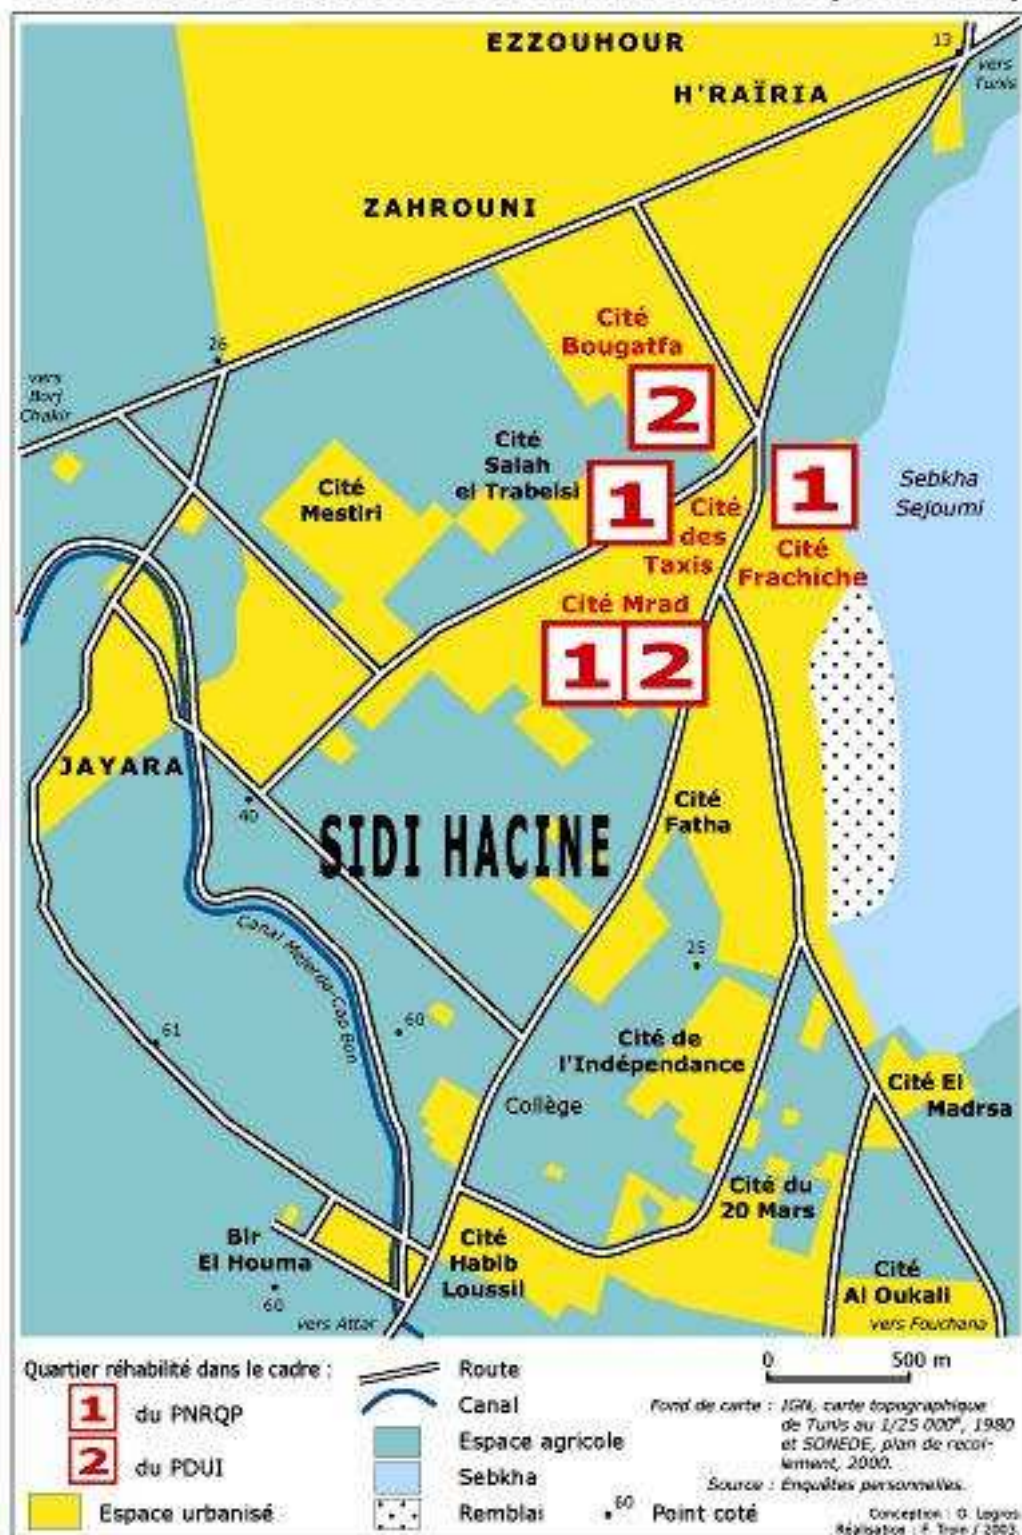 EZZOUHOUR
13
vers
Tunis
H'RAÏRIA
ZAHROUNI
26
vers
Borj
Chakir
Cité
Bougatfa
2
Cité
Salah
el Trabelsi
Cité
Mestiri
1
Cité
des
Taxis
1
Cité
Frachiche
Sebkha
Sejoumi
Cité Mrad
1 2
JAYARA
40
SIDI HACINE
Cité
Fatha
25
Canal Mejerda-Cap Bon
60
61
Cité de
l'Indépendance
Collège
Cité El
Madrsa
Cité du
20 Mars
Bir
El Houma
60
Cité
Habib
Loussil
Cité
Al Oukali
vers Attar
vers Fouchana
Quartier réhabilité dans le cadre :
1 du PNRQP
2 du PDUI
Espace urbanisé
Route
Canal
Espace agricole
Sebkha
Remblai
60 Point coté
0 500 m
Fond de carte : IGN, carte topographique
de Tunis au 1/25 000e, 1980
et SONEDE, plan de recol-
lement, 2000.
Source : Enquêtes personnelles.
Conception : O. Legros
Réalisation : F. / 2003